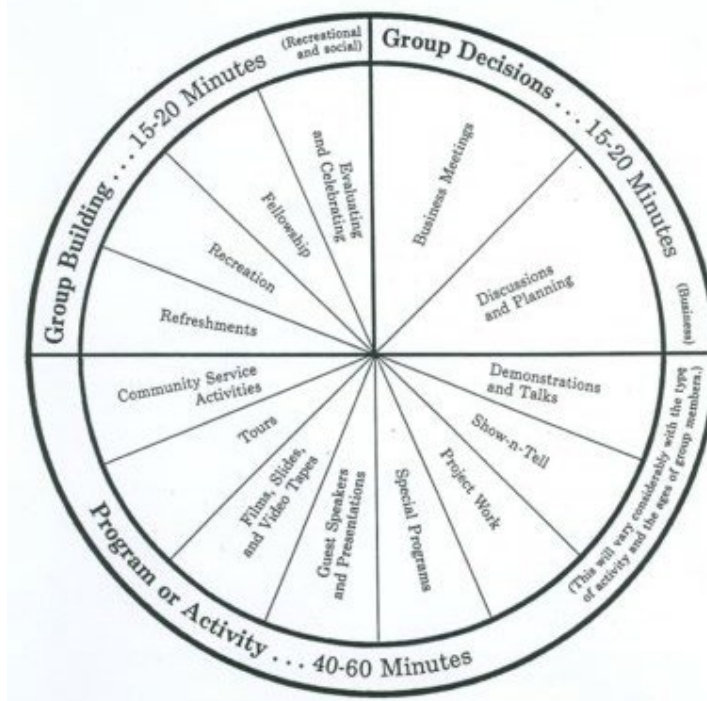 Group Building . . . 15-20 Minutes
(Recreational
and social)
Group Decisions . . . 15-20 Minutes
(Business)
Evaluating
and Celebrating
Fellowship
Recreation
Refreshments
Business Meetings
Discussions
and Planning
Demonstrations
and Talks
Show-n-Tell
Project Work
Special Programs
Guest Speakers
and Presentations
Films, Slides,
and Video Tapes
Tours
Community Service
Activities
Program or Activity . . . 40-60 Minutes
(This will vary considerably with the type
of activity and the ages of group members.)